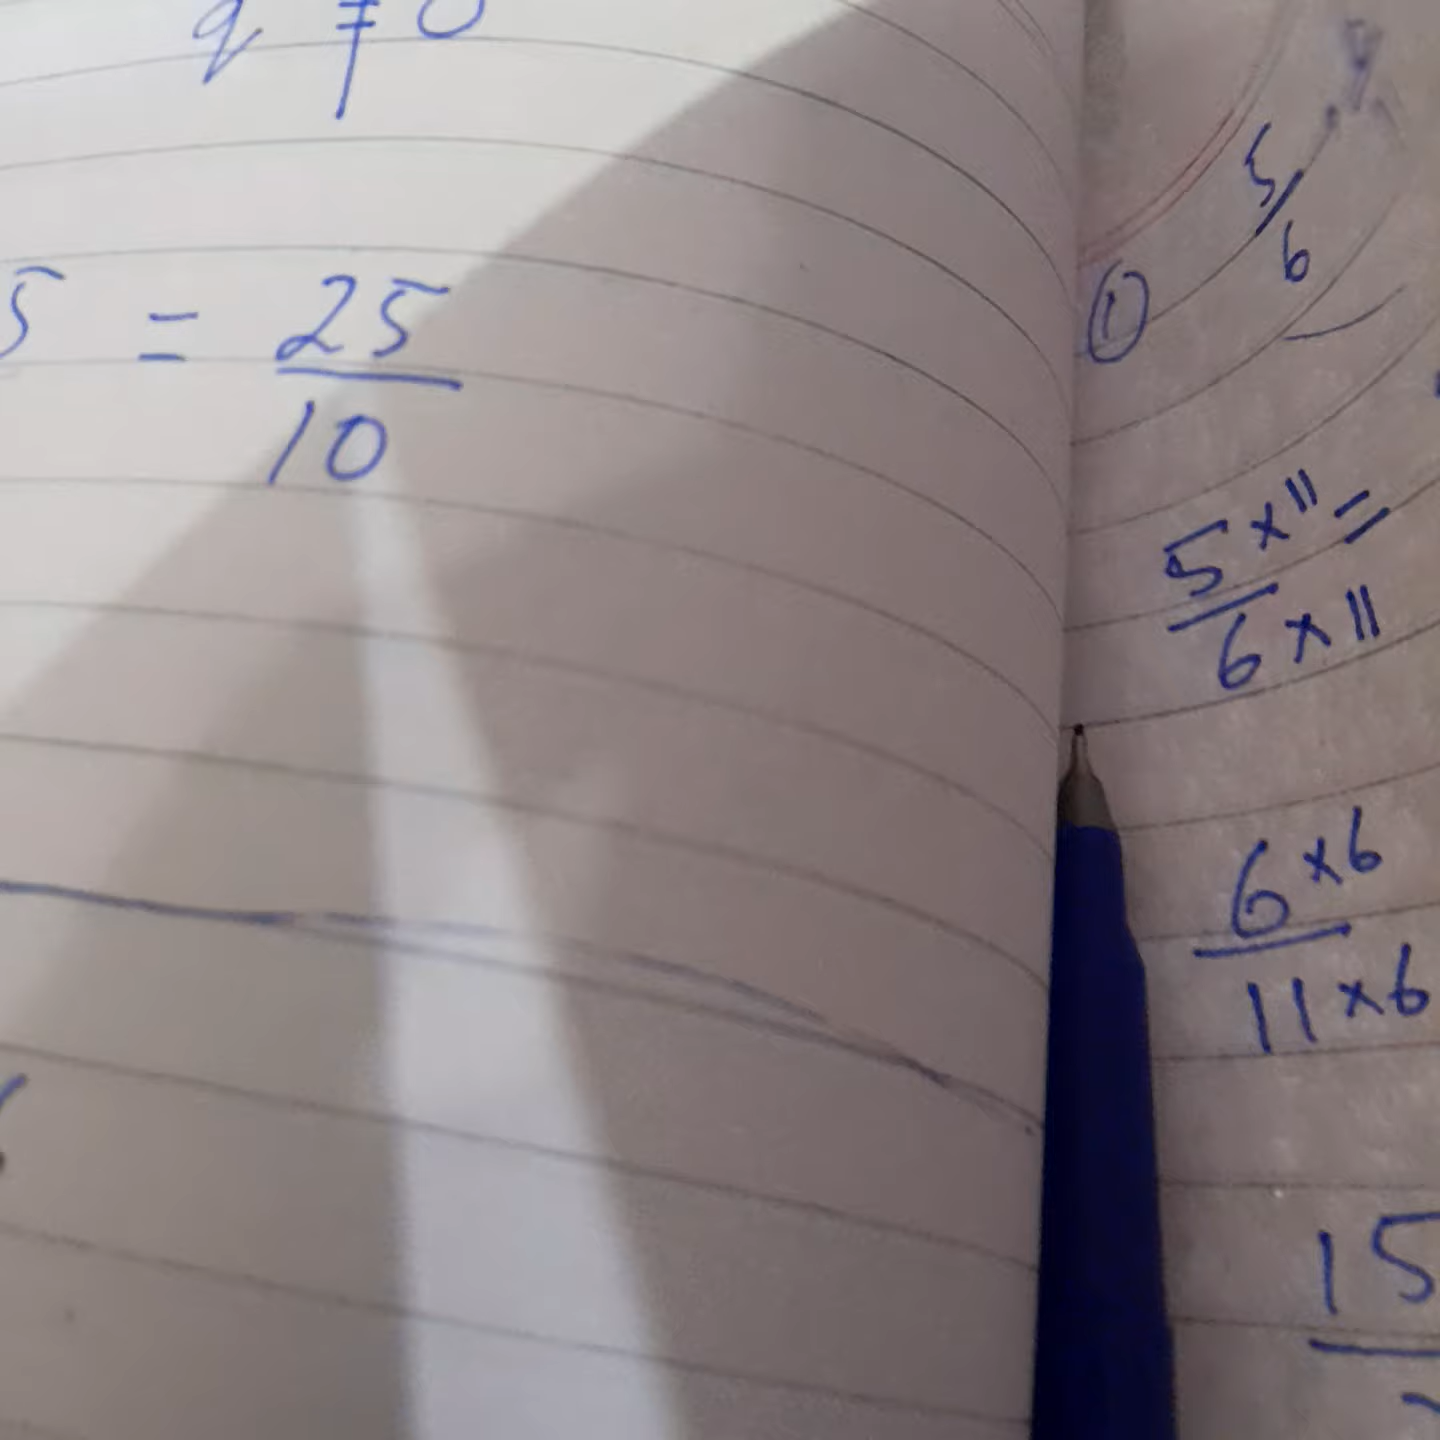 q ≠ 0
5 = 25/10
①
5/6
5×11/6×11 =
6×6/11×6
15